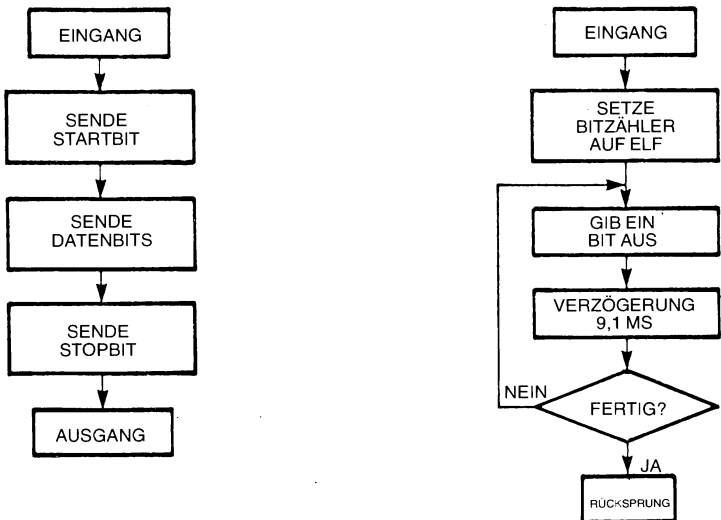 EINGANG
SENDE
STARTBIT
SENDE
DATENBITS
SENDE
STOPBIT
AUSGANG
EINGANG
SETZE
BITZÄHLER
AUF ELF
GIB EIN
BIT AUS
VERZÖGERUNG
9,1 MS
NEIN
FERTIG?
JA
RÜCKSPRUNG